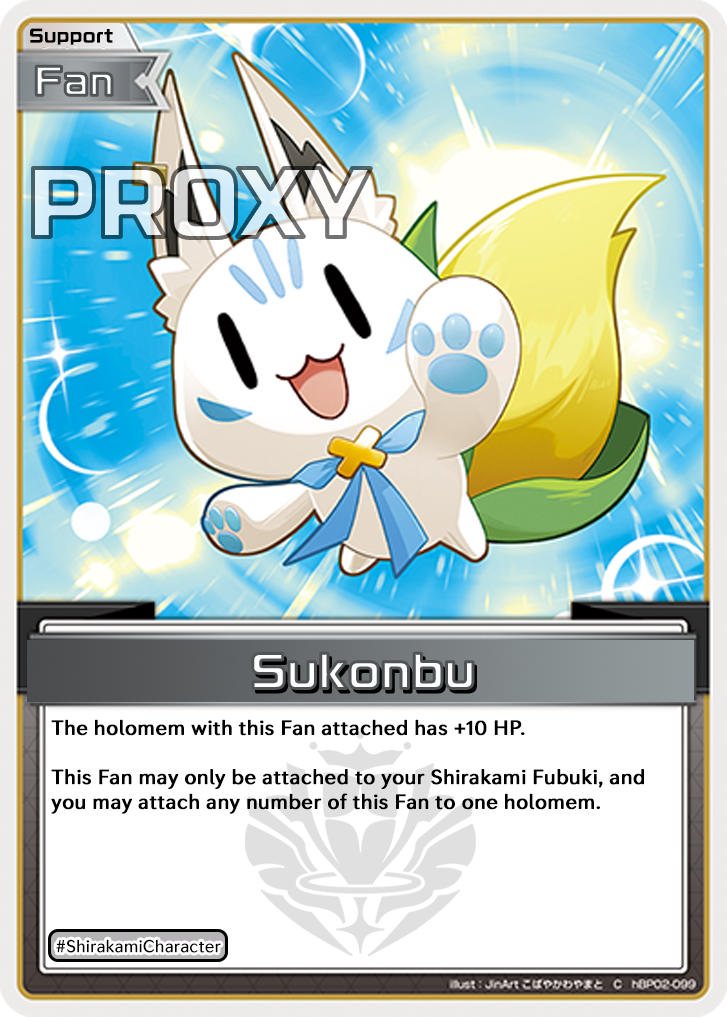 Support
Fan
PROXY
Sukonbu
The holomem with this Fan attached has +10 HP.
This Fan may only be attached to your Shirakami Fubuki, and
you may attach any number of this Fan to one holomem.
#ShirakamiCharacter
illust : JinArt こばやかわやまと C hBP02-099